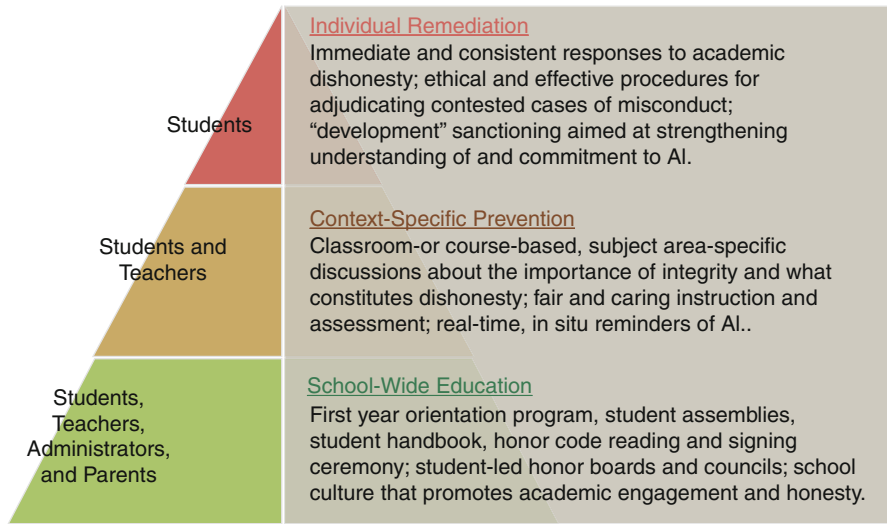 Individual Remediation
Immediate and consistent responses to academic
dishonesty; ethical and effective procedures for
adjudicating contested cases of misconduct;
“development” sanctioning aimed at strengthening
understanding of and commitment to Al.
Students
Context-Specific Prevention
Classroom-or course-based, subject area-specific
discussions about the importance of integrity and what
constitutes dishonesty; fair and caring instruction and
assessment; real-time, in situ reminders of Al..
Students and
Teachers
School-Wide Education
First year orientation program, student assemblies,
student handbook, honor code reading and signing
ceremony; student-led honor boards and councils; school
culture that promotes academic engagement and honesty.
Students,
Teachers,
Administrators,
and Parents